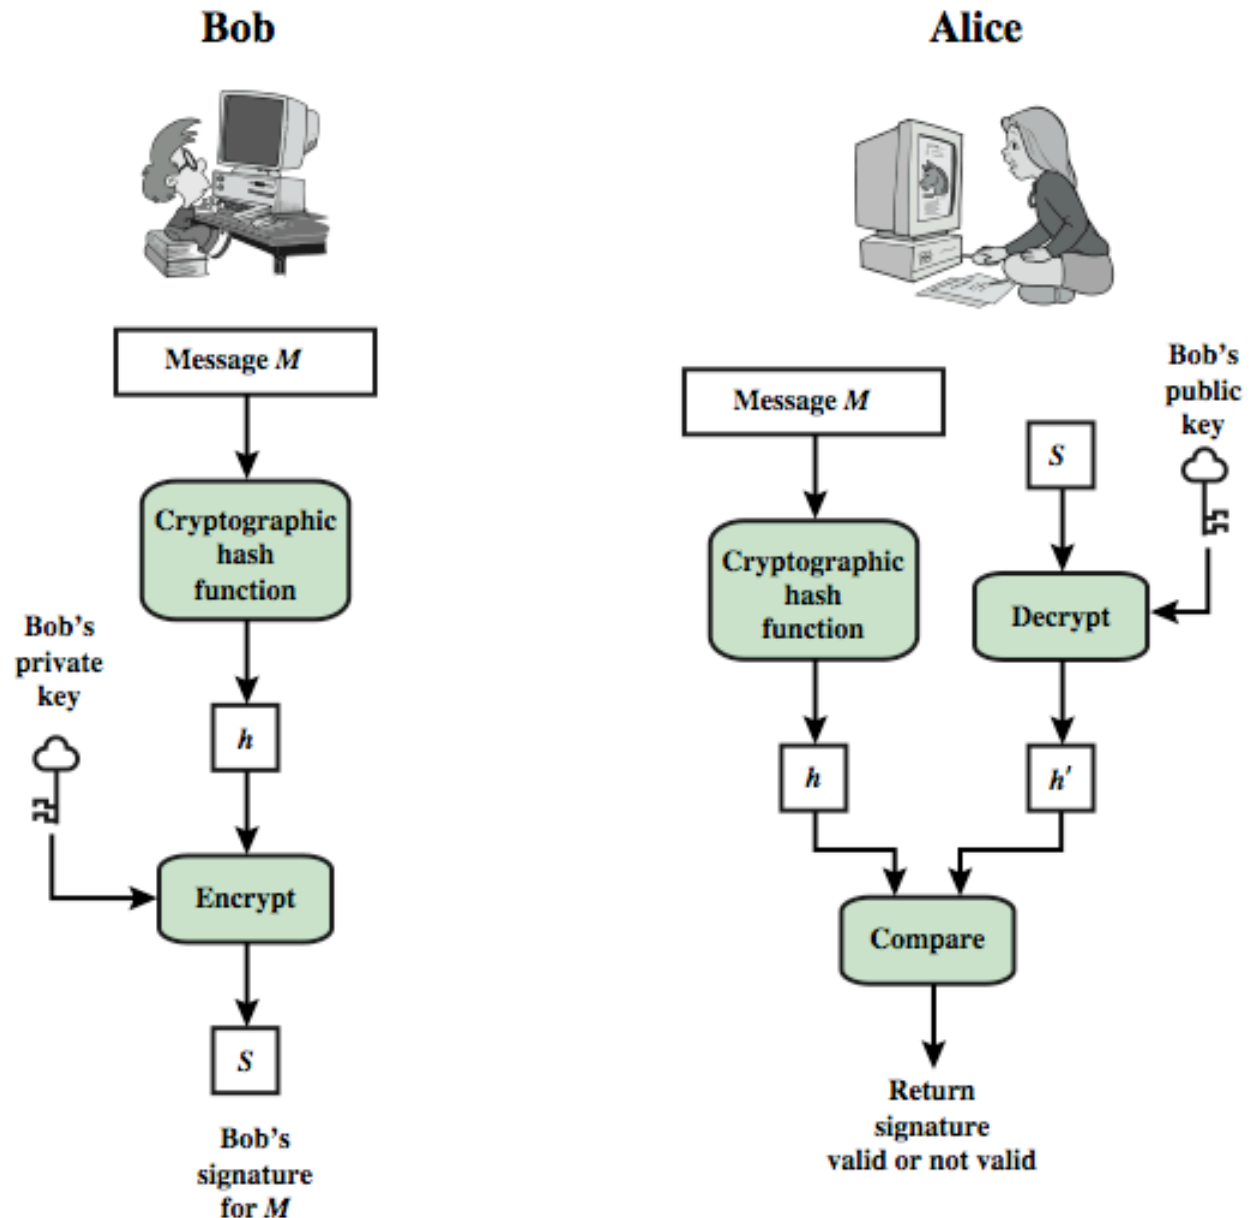 Bob
Message M
Cryptographic
hash
function
Bob's
private
key
h
Encrypt
S
Bob's
signature
for M
Alice
Message M
Bob's
public
key
S
Cryptographic
hash
function
Decrypt
h
h'
Compare
Return
signature
valid or not valid